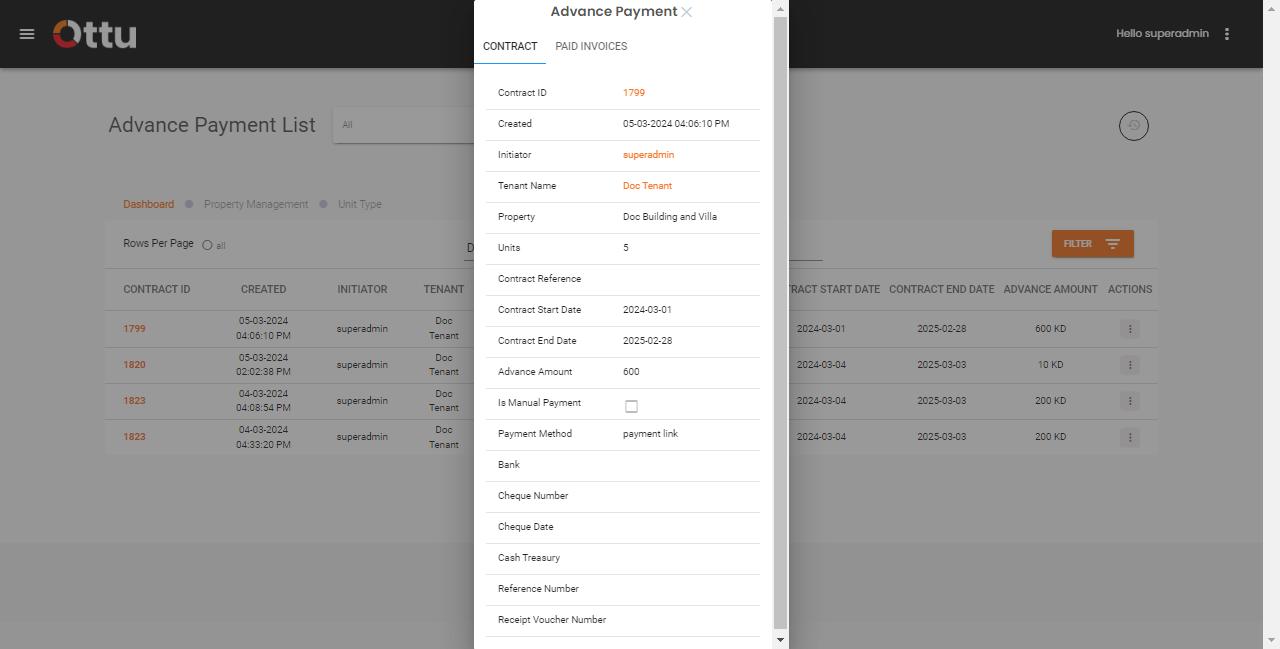 Ottu
Hello superadmin
Advance Payment List
All
Dashboard Property Management Unit Type
Rows Per Page all
D
FILTER
CONTRACT ID CREATED INITIATOR TENANT RACT START DATE CONTRACT END DATE ADVANCE AMOUNT ACTIONS
1799 05-03-2024 04:06:10 PM superadmin Doc Tenant 2024-03-01 2025-02-28 600 KD
1820 05-03-2024 02:02:38 PM superadmin Doc Tenant 2024-03-04 2025-03-03 10 KD
1823 04-03-2024 04:08:54 PM superadmin Doc Tenant 2024-03-04 2025-03-03 200 KD
1823 04-03-2024 04:33:20 PM superadmin Doc Tenant 2024-03-04 2025-03-03 200 KD
Advance Payment
CONTRACT PAID INVOICES
Contract ID 1799
Created 05-03-2024 04:06:10 PM
Initiator superadmin
Tenant Name Doc Tenant
Property Doc Building and Villa
Units 5
Contract Reference
Contract Start Date 2024-03-01
Contract End Date 2025-02-28
Advance Amount 600
Is Manual Payment
Payment Method payment link
Bank
Cheque Number
Cheque Date
Cash Treasury
Reference Number
Receipt Voucher Number